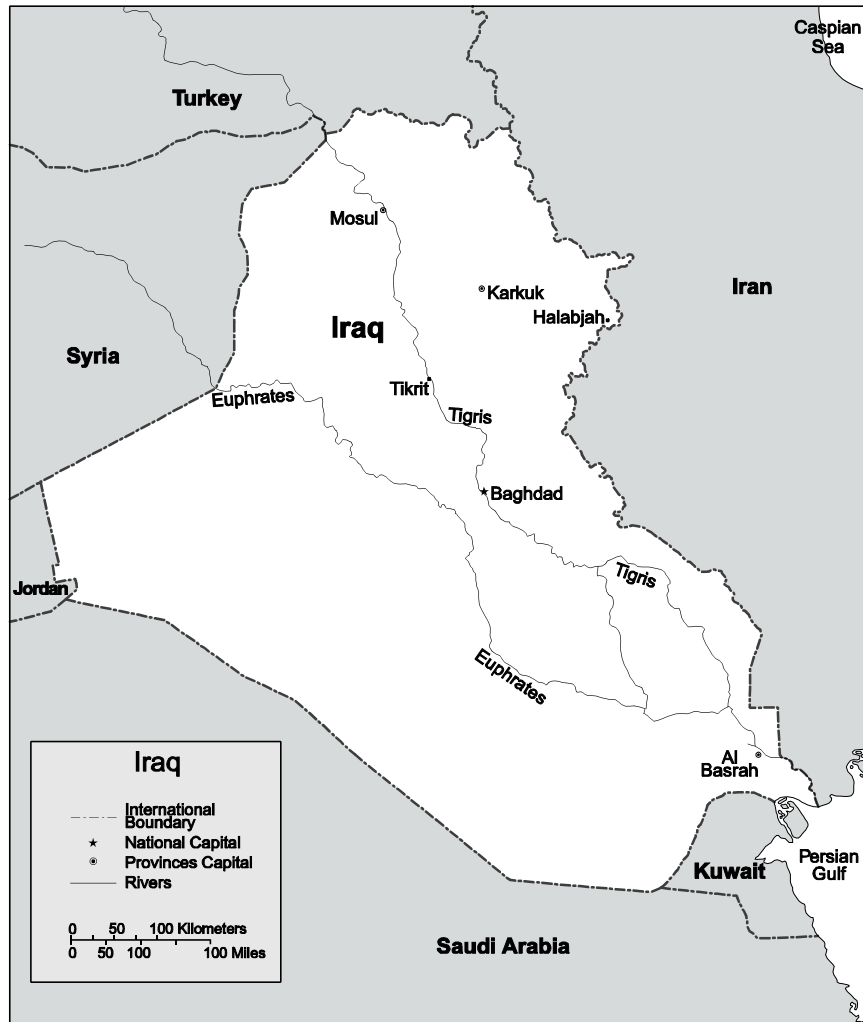 Caspian
Sea
Turkey
Mosul
Karkuk
Iran
Halabjah
Iraq
Syria
Tikrit
Euphrates
Tigris
Baghdad
Tigris
Jordan
Euphrates
Al
Basrah
Kuwait
Persian
Gulf
Saudi Arabia
Iraq
International
Boundary
National Capital
Provinces Capital
Rivers
0 50 100 Kilometers
0 50 100 100 Miles